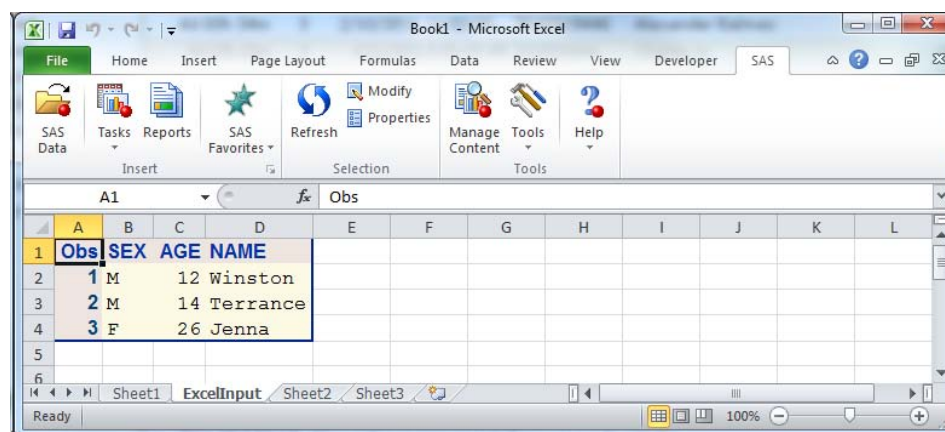 Book1 - Microsoft Excel
File Home Insert Page Layout Formulas Data Review View Developer SAS
SAS Data
Tasks
Reports
SAS Favorites
Refresh
Modify
Properties
Manage Content
Tools
Help
Insert Selection Tools
A1 fx Obs
A B C D E F G H I J K L
1 Obs SEX AGE NAME
2 1 M 12 Winston
3 2 M 14 Terrance
4 3 F 26 Jenna
5
6
Sheet1 ExcelInput Sheet2 Sheet3
Ready 100%